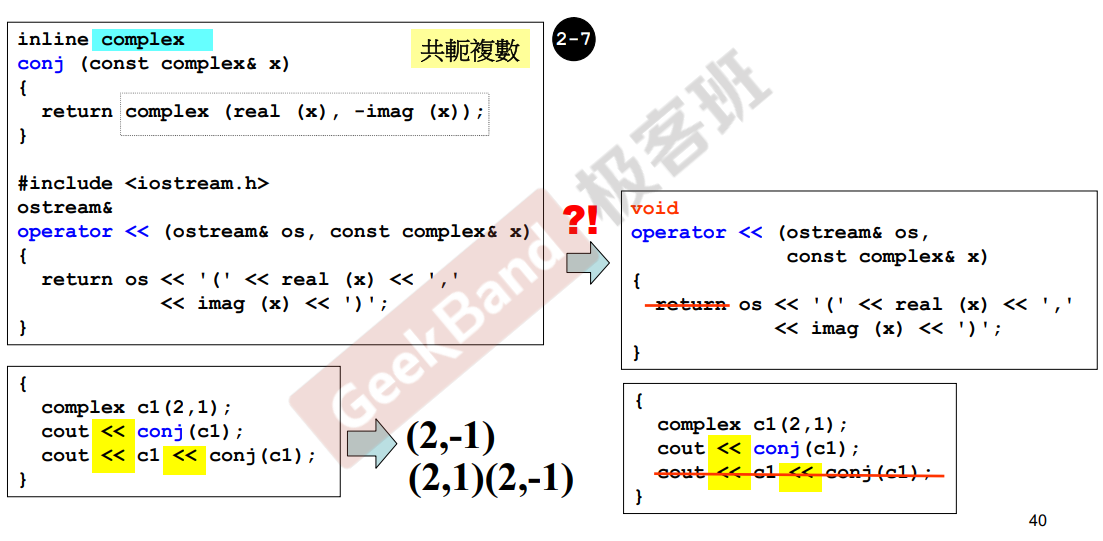 inline complex
共軛複數
2-7
conj (const complex& x)
{
return complex (real (x), -imag (x));
}
#include <iostream.h>
ostream&
operator << (ostream& os, const complex& x)
{
return os << '(' << real (x) << ','
<< imag (x) << ')';
}
?!
void
operator << (ostream& os,
const complex& x)
{
return os << '(' << real (x) << ','
<< imag (x) << ')';
}
{
complex c1(2,1);
cout << conj(c1);
cout << c1 << conj(c1);
}
(2,-1)
(2,1)(2,-1)
{
complex c1(2,1);
cout << conj(c1);
cout << c1 << conj(c1);
}
GeekBand 极客班
40